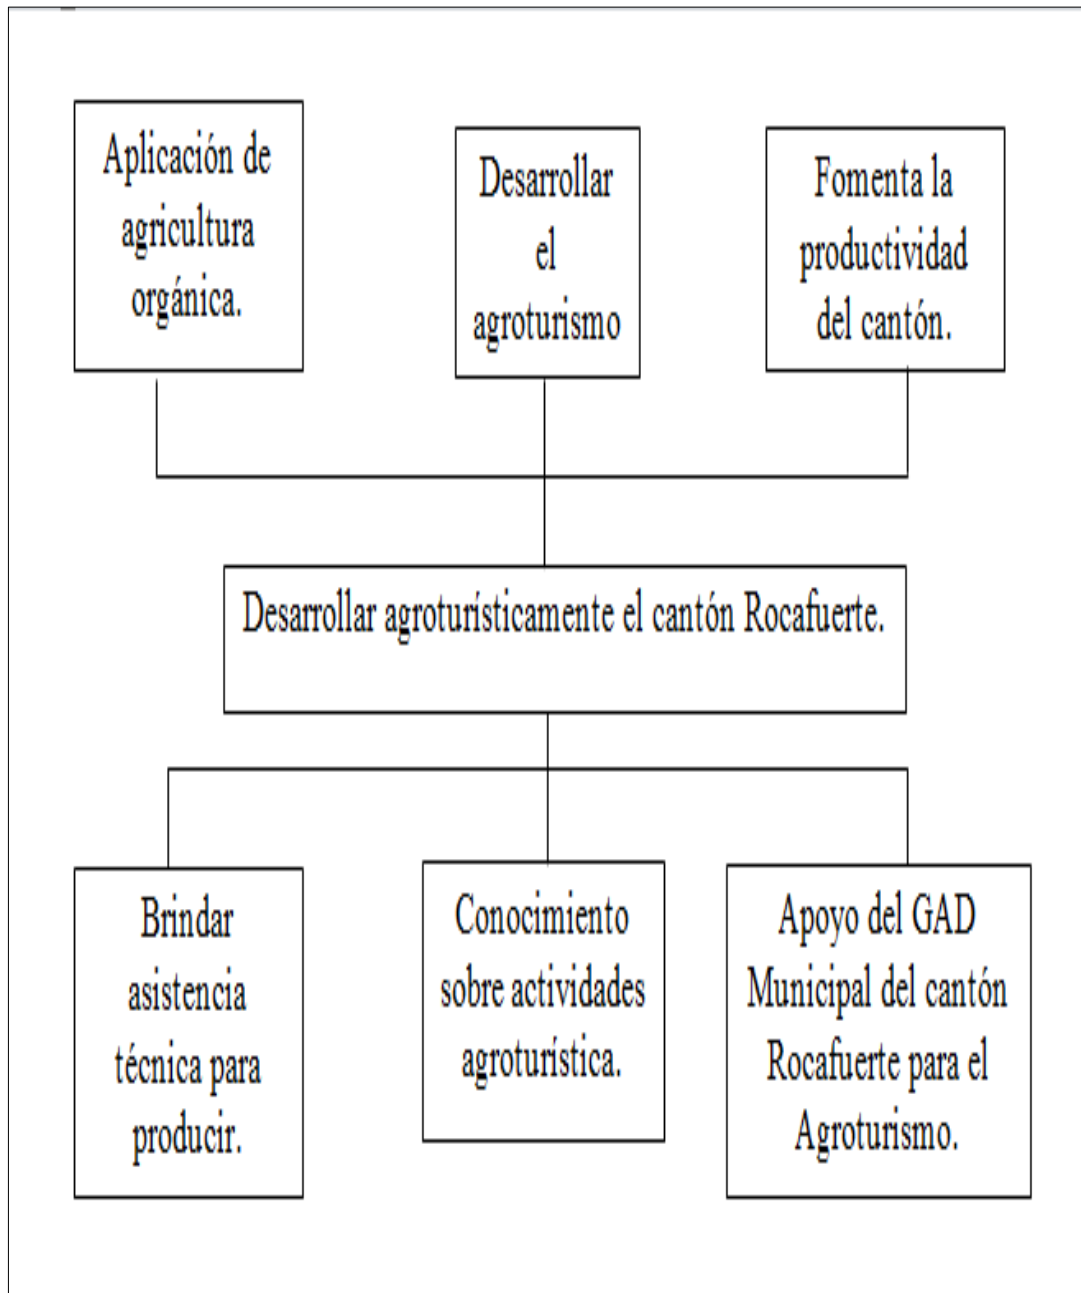 Aplicación de
agricultura
orgánica.
Desarrollar
el
agroturismo
Fomenta la
productividad
del cantón.
Desarrollar agroturísticamente el cantón Rocafuerte.
Brindar
asistencia
técnica para
producir.
Conocimiento
sobre actividades
agroturística.
Apoyo del GAD
Municipal del cantón
Rocafuerte para el
Agroturismo.